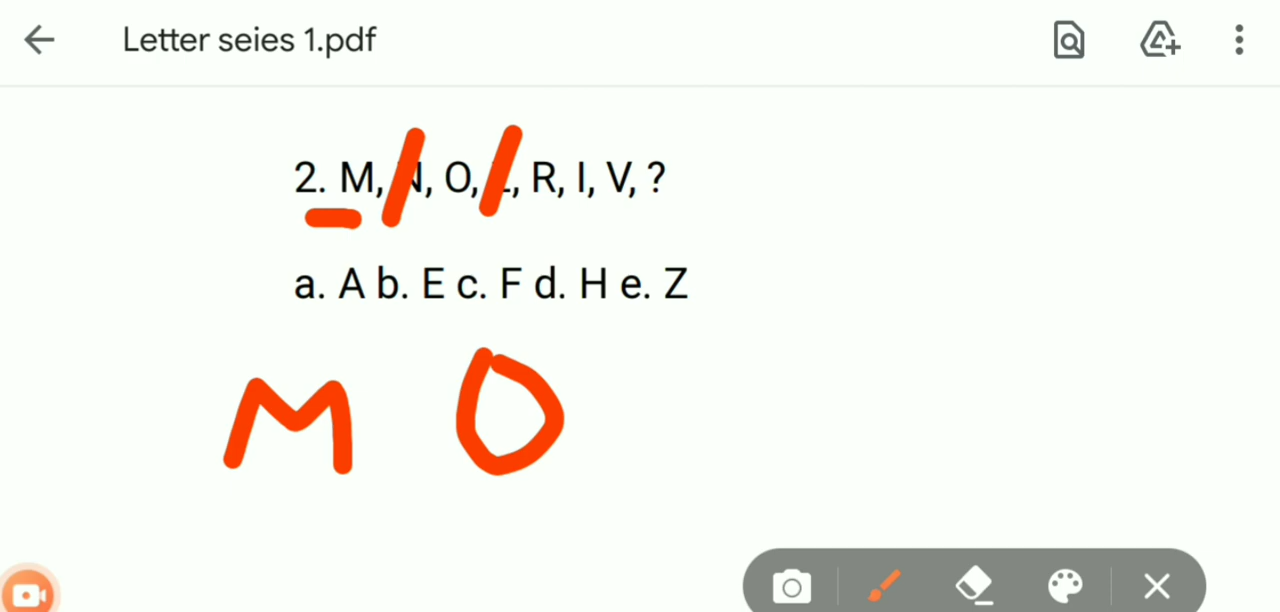 Letter seies 1.pdf
2. M, N, O, L, R, I, V, ?
a. A b. E c. F d. H e. Z
M O